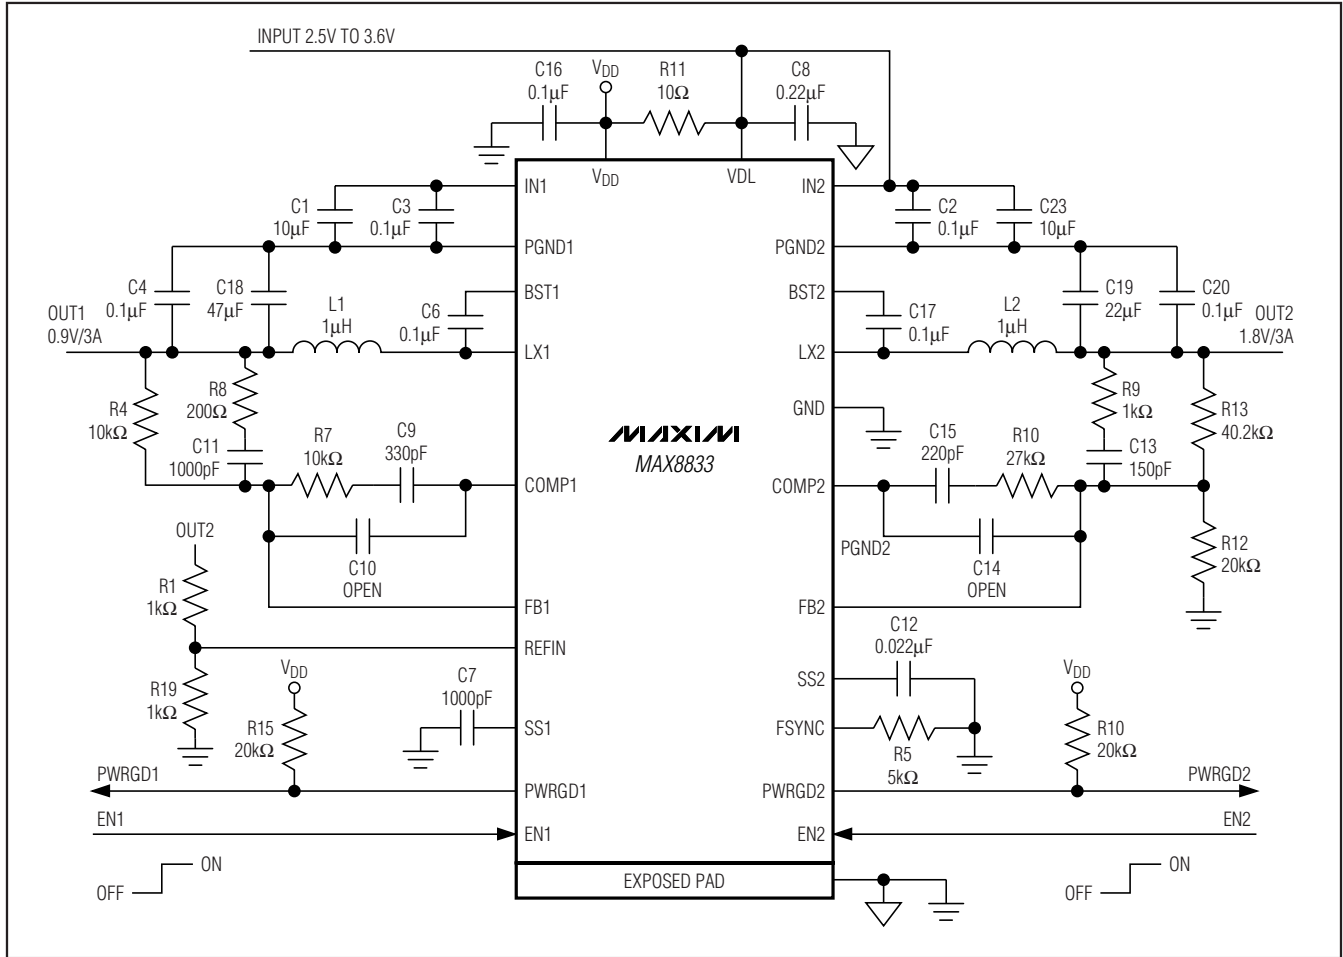 INPUT 2.5V TO 3.6V
C16
0.1µF
VDD
R11
10Ω
C8
0.22µF
VDD
VDL
IN1
IN2
C1
10µF
C3
0.1µF
C2
0.1µF
C23
10µF
PGND1
PGND2
C4
0.1µF
C18
47µF
L1
1µH
C6
0.1µF
BST1
BST2
C17
0.1µF
L2
1µH
C19
22µF
C20
0.1µF
OUT1
0.9V/3A
OUT2
1.8V/3A
LX1
LX2
R4
10kΩ
R8
200Ω
C11
1000pF
R7
10kΩ
C9
330pF
GND
MAXIM
MAX8833
C15
220pF
R10
27kΩ
R9
1kΩ
C13
150pF
R13
40.2kΩ
COMP1
COMP2
OUT2
C10
OPEN
PGND2
C14
OPEN
R12
20kΩ
R1
1kΩ
FB1
FB2
REFIN
C12
0.022µF
R19
1kΩ
VDD
R15
20kΩ
C7
1000pF
SS1
SS2
FSYNC
R5
5kΩ
VDD
R10
20kΩ
PWRGD1
PWRGD1
PWRGD2
PWRGD2
EN1
EN1
EN2
EN2
OFF
ON
EXPOSED PAD
OFF
ON